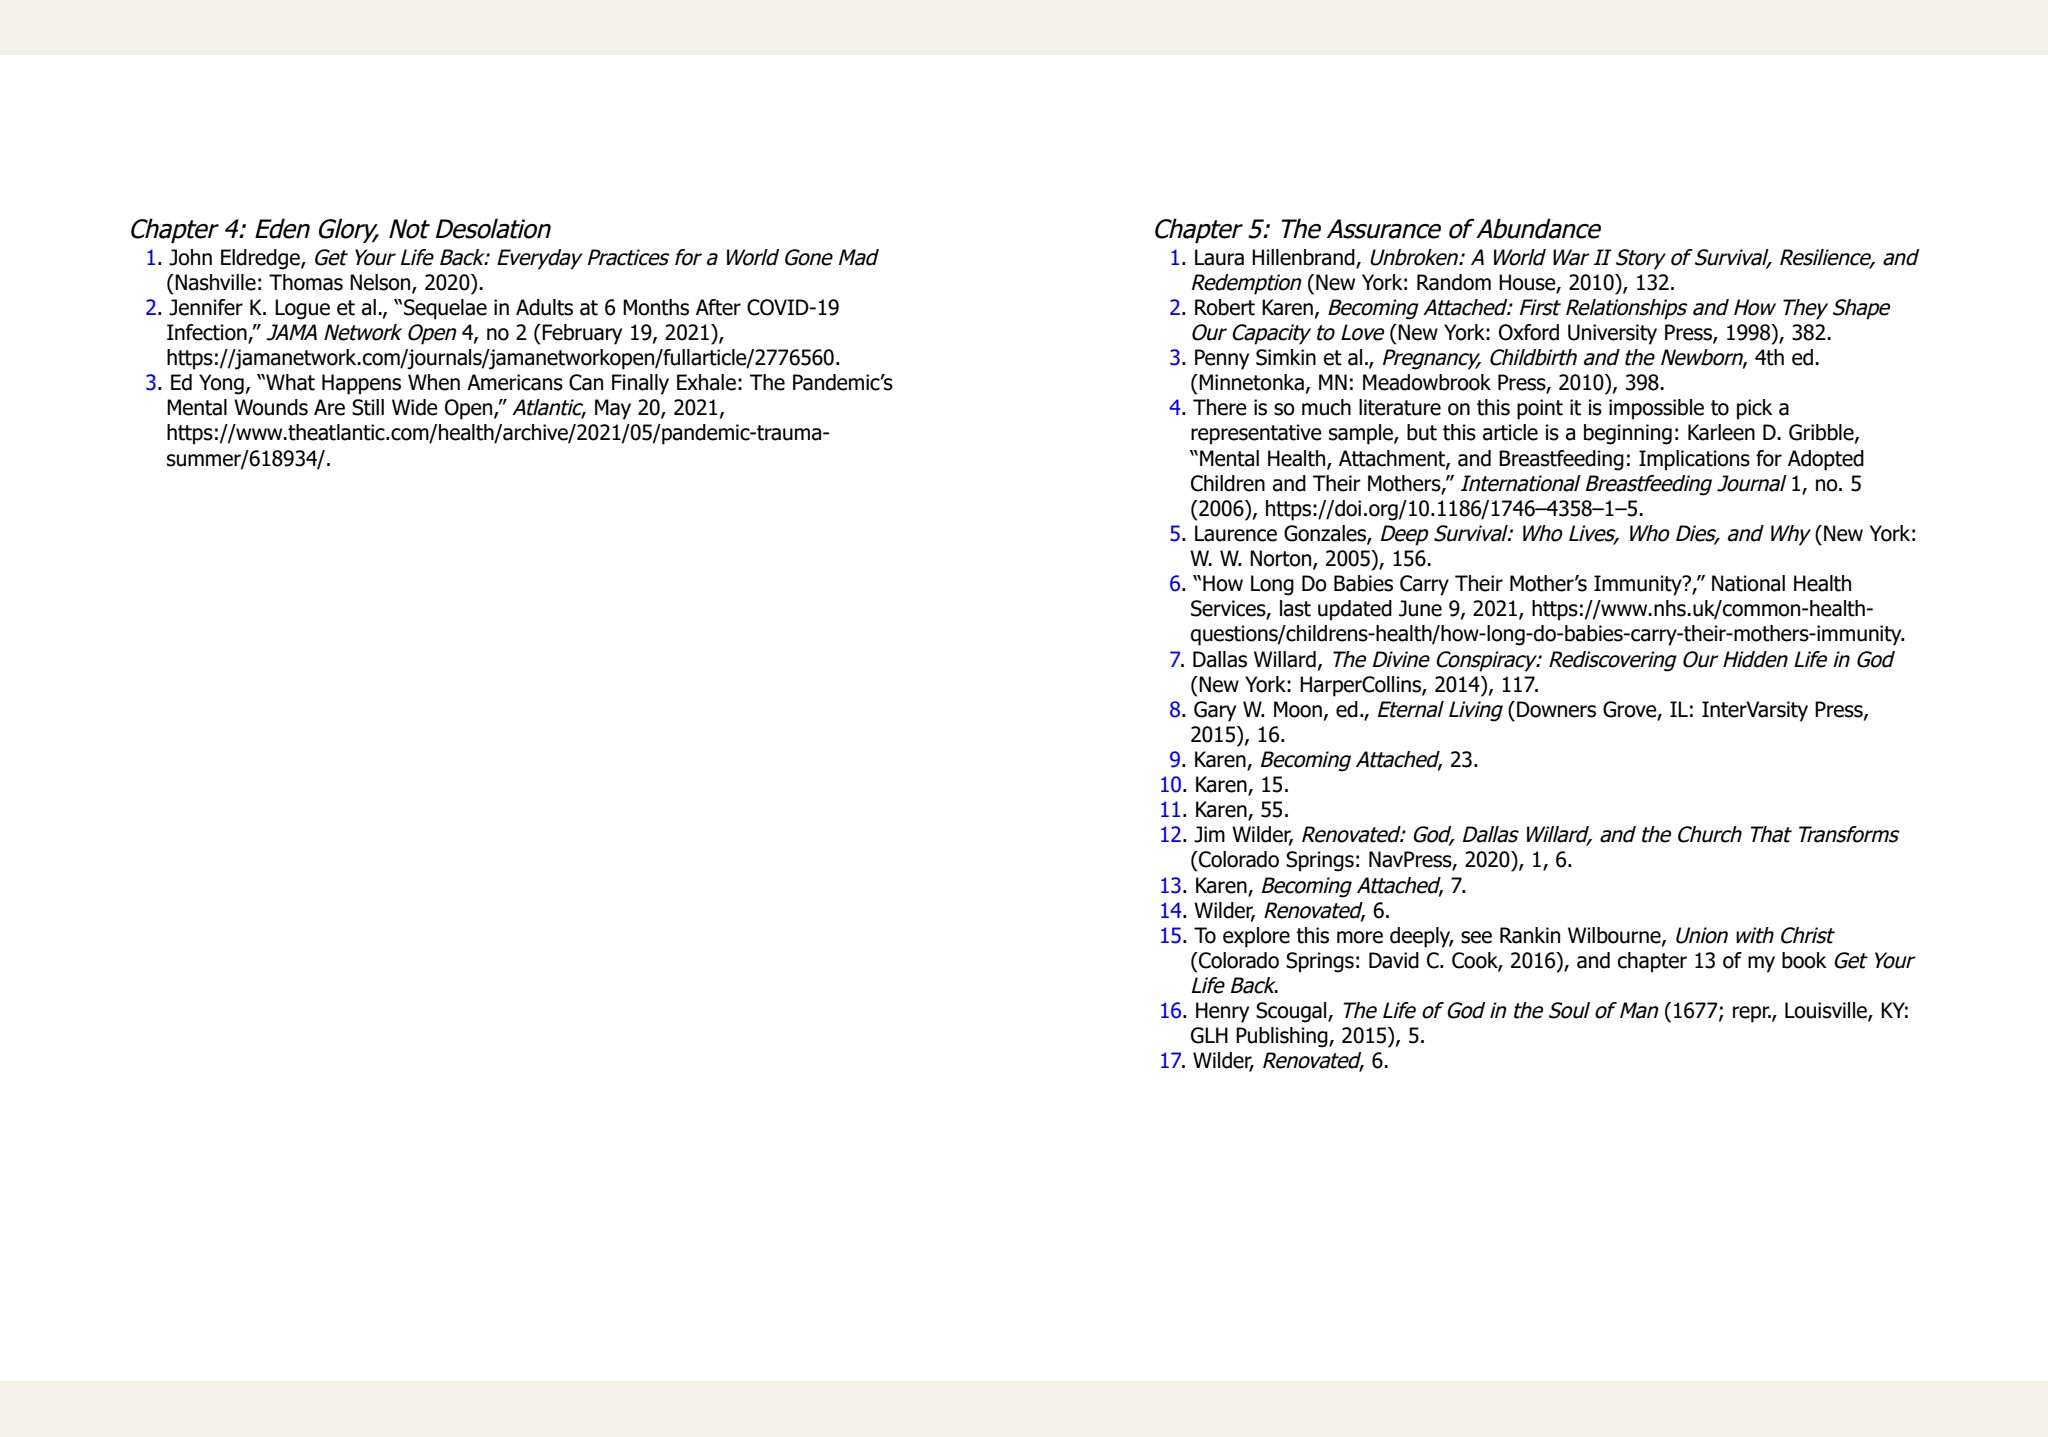 Chapter 4: Eden Glory, Not Desolation
1. John Eldredge, Get Your Life Back: Everyday Practices for a World Gone Mad
(Nashville: Thomas Nelson, 2020).
2. Jennifer K. Logue et al., “Sequelae in Adults at 6 Months After COVID-19
Infection,” JAMA Network Open 4, no 2 (February 19, 2021),
https://jamanetwork.com/journals/jamanetworkopen/fullarticle/2776560.
3. Ed Yong, “What Happens When Americans Can Finally Exhale: The Pandemic’s
Mental Wounds Are Still Wide Open,” Atlantic, May 20, 2021,
https://www.theatlantic.com/health/archive/2021/05/pandemic-trauma-
summer/618934/.
Chapter 5: The Assurance of Abundance
1. Laura Hillenbrand, Unbroken: A World War II Story of Survival, Resilience, and
Redemption (New York: Random House, 2010), 132.
2. Robert Karen, Becoming Attached: First Relationships and How They Shape
Our Capacity to Love (New York: Oxford University Press, 1998), 382.
3. Penny Simkin et al., Pregnancy, Childbirth and the Newborn, 4th ed.
(Minnetonka, MN: Meadowbrook Press, 2010), 398.
4. There is so much literature on this point it is impossible to pick a
representative sample, but this article is a beginning: Karleen D. Gribble,
“Mental Health, Attachment, and Breastfeeding: Implications for Adopted
Children and Their Mothers,” International Breastfeeding Journal 1, no. 5
(2006), https://doi.org/10.1186/1746–4358–1–5.
5. Laurence Gonzales, Deep Survival: Who Lives, Who Dies, and Why (New York:
W. W. Norton, 2005), 156.
6. “How Long Do Babies Carry Their Mother’s Immunity?,” National Health
Services, last updated June 9, 2021, https://www.nhs.uk/common-health-
questions/childrens-health/how-long-do-babies-carry-their-mothers-immunity.
7. Dallas Willard, The Divine Conspiracy: Rediscovering Our Hidden Life in God
(New York: HarperCollins, 2014), 117.
8. Gary W. Moon, ed., Eternal Living (Downers Grove, IL: InterVarsity Press,
2015), 16.
9. Karen, Becoming Attached, 23.
10. Karen, 15.
11. Karen, 55.
12. Jim Wilder, Renovated: God, Dallas Willard, and the Church That Transforms
(Colorado Springs: NavPress, 2020), 1, 6.
13. Karen, Becoming Attached, 7.
14. Wilder, Renovated, 6.
15. To explore this more deeply, see Rankin Wilbourne, Union with Christ
(Colorado Springs: David C. Cook, 2016), and chapter 13 of my book Get Your
Life Back.
16. Henry Scougal, The Life of God in the Soul of Man (1677; repr., Louisville, KY:
GLH Publishing, 2015), 5.
17. Wilder, Renovated, 6.